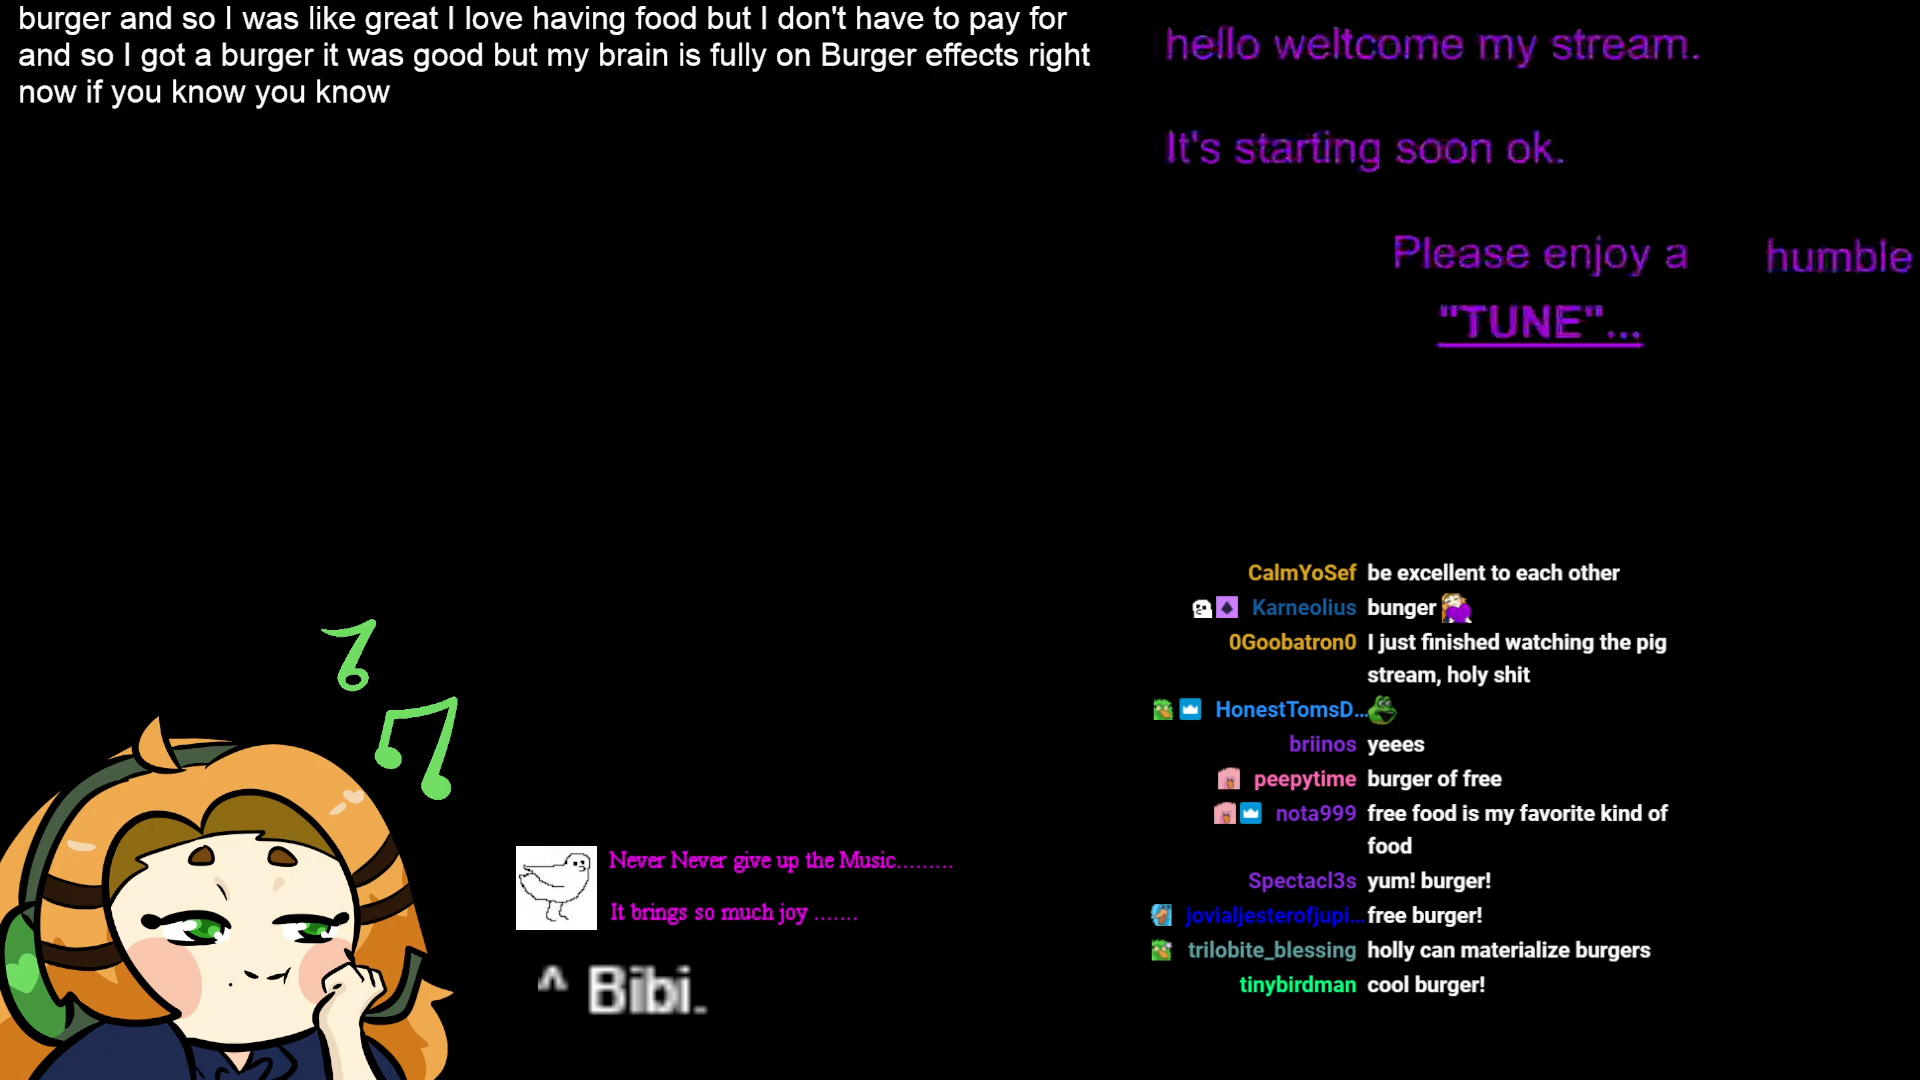 burger and so I was like great I love having food but I don't have to pay for
and so I got a burger it was good but my brain is fully on Burger effects right
now if you know you know
hello weltcome my stream.
It's starting soon ok.
Please enjoy a humble
"TUNE"...
CalmYoSef be excellent to each other
Karneolius bunger
0Goobatron0 I just finished watching the pig
stream, holy shit
HonestTomsD...
briinos yeees
peepytime burger of free
nota999 free food is my favorite kind of
food
Spectacl3s yum! burger!
jovialjesterofjupi... free burger!
trilobite_blessing holly can materialize burgers
tinybirdman cool burger!
Never Never give up the Music.........
It brings so much joy .......
^ Bibi.